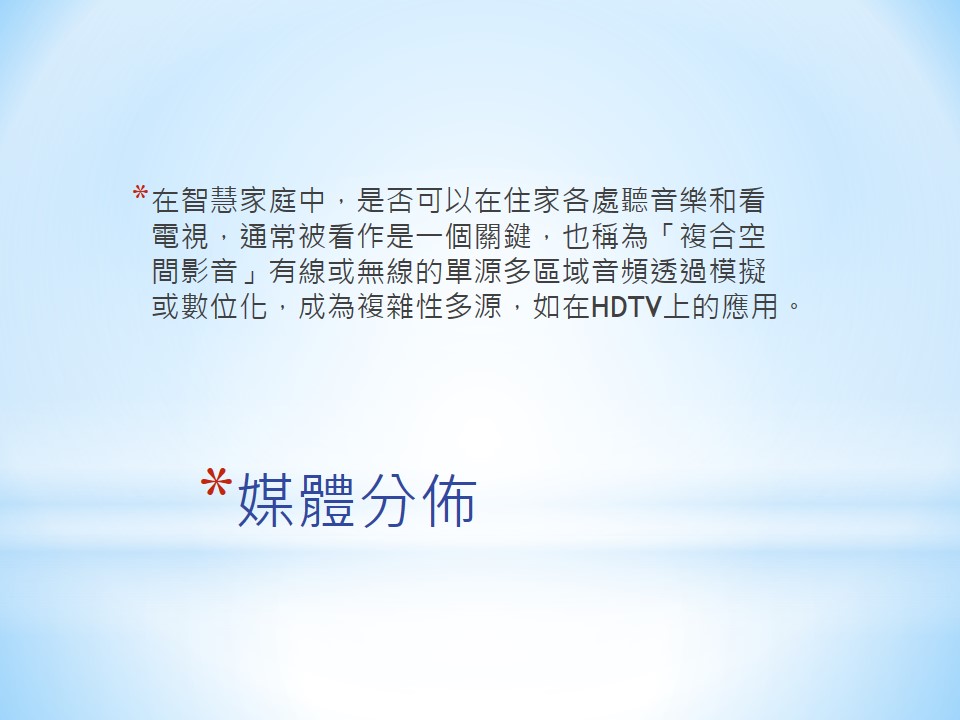 *在智慧家庭中，是否可以在住家各處聽音樂和看
電視，通常被看作是一個關鍵，也稱為「複合空
間影音」有線或無線的單源多區域音頻透過模擬
或數位化，成為複雜性多源，如在HDTV上的應用。
*媒體分佈